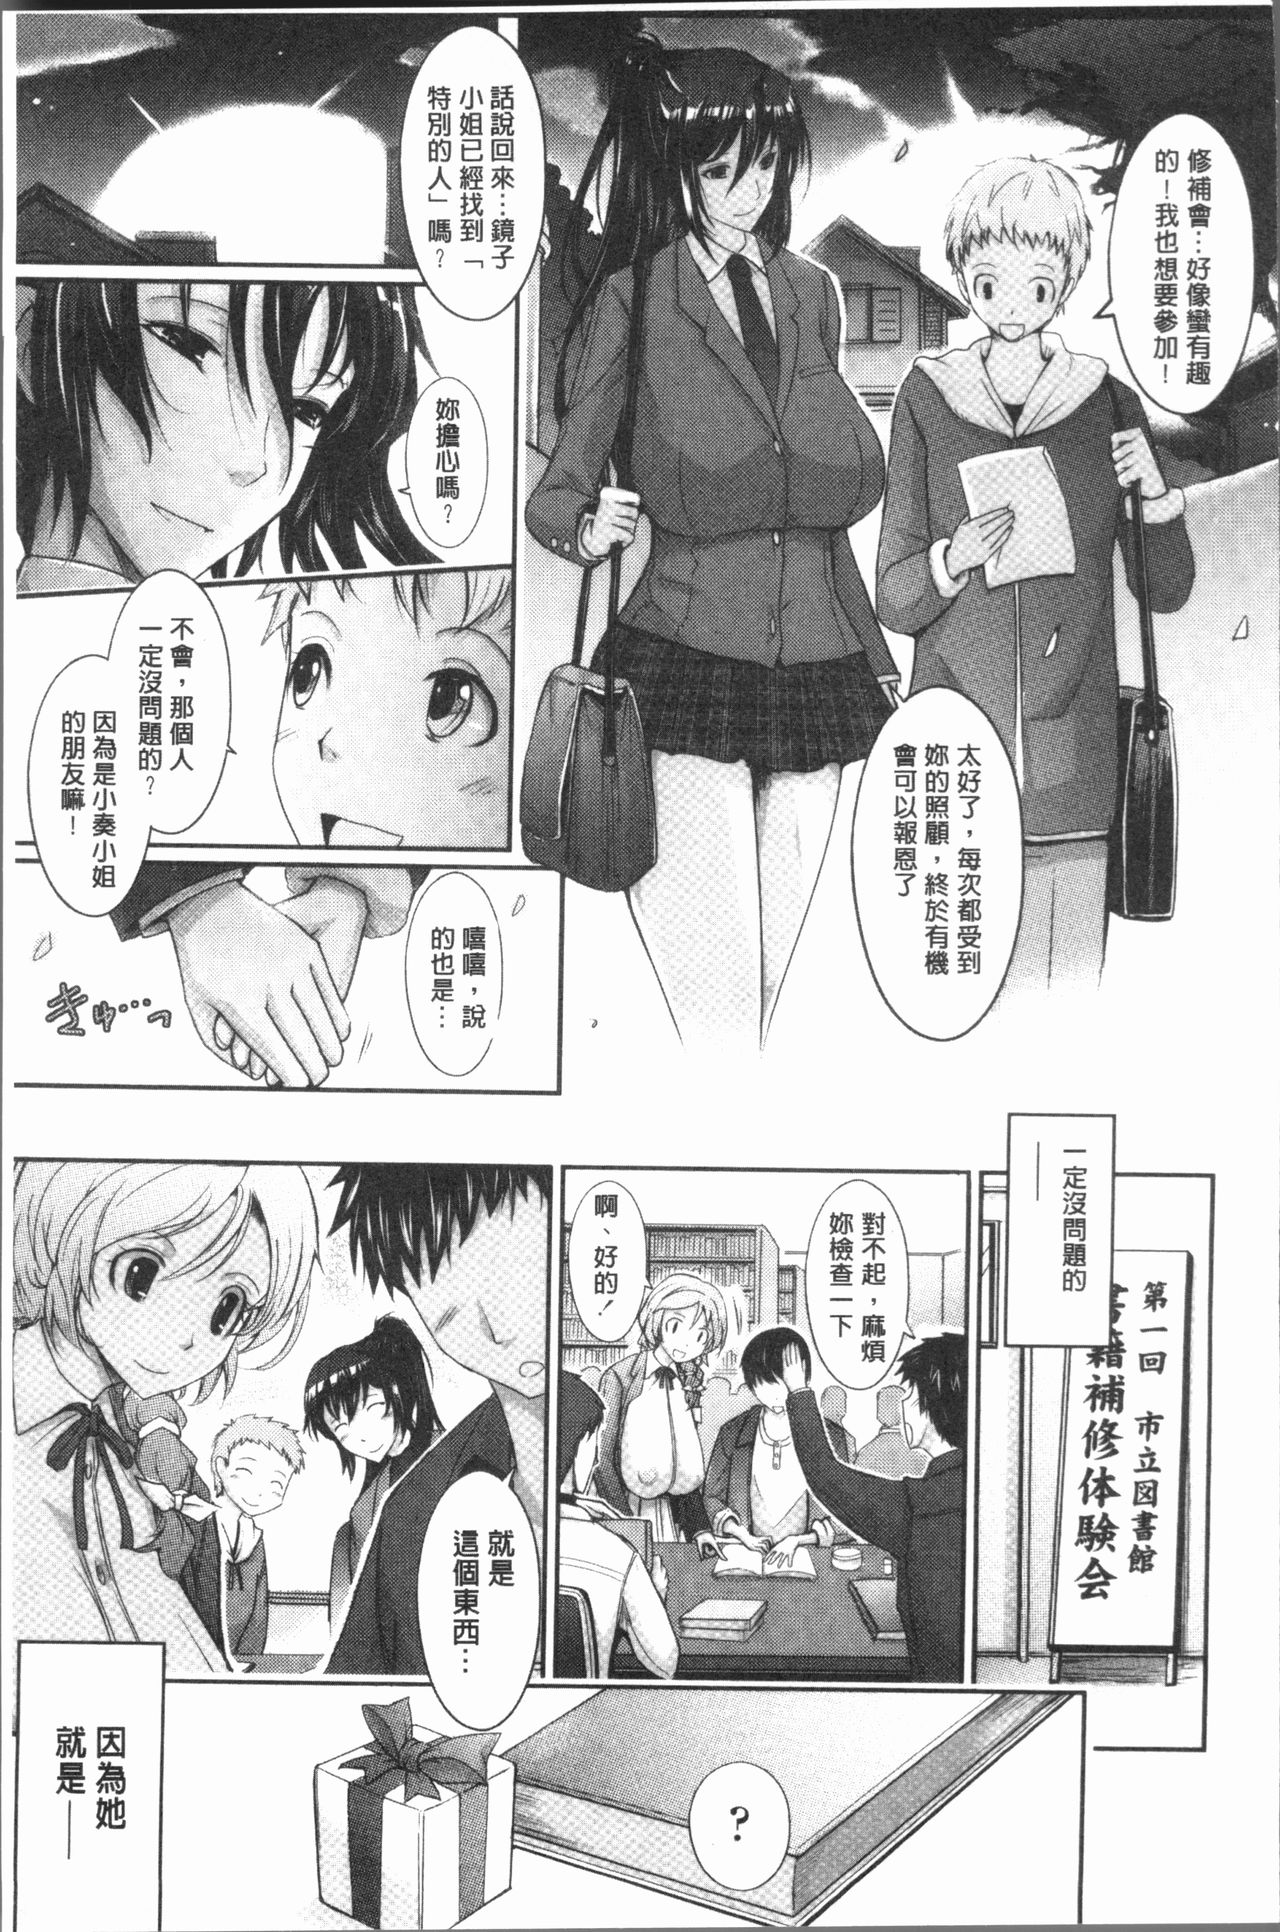 修補會…好像蠻有趣
的！我也想要參加！
太好了，每次都受到
妳的照顧，終於有機
會可以報恩了
話說回來…鏡子
小姐已經找到「
特別的人」嗎？
妳擔心嗎？
不會，那個人
一定沒問題的？
因為是小奏小姐
的朋友嘛！
嘻嘻，說
的也是…
きゅ…っ
一定沒問題的
——
第一回　市立図書館
書籍補修体験会
對不起，麻煩
妳檢查一下
啊、好的！
就是
這個東西…
？
因為她
就是——